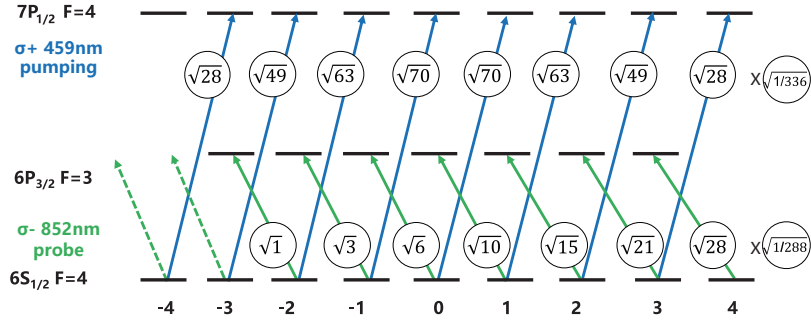 7P1/2 F=4
σ+ 459nm
pumping
√28 √49 √63 √70 √70 √63 √49 √28 X √1/336
6P3/2 F=3
σ- 852nm
probe
√1 √3 √6 √10 √15 √21 √28 X √1/288
6S1/2 F=4
-4 -3 -2 -1 0 1 2 3 4